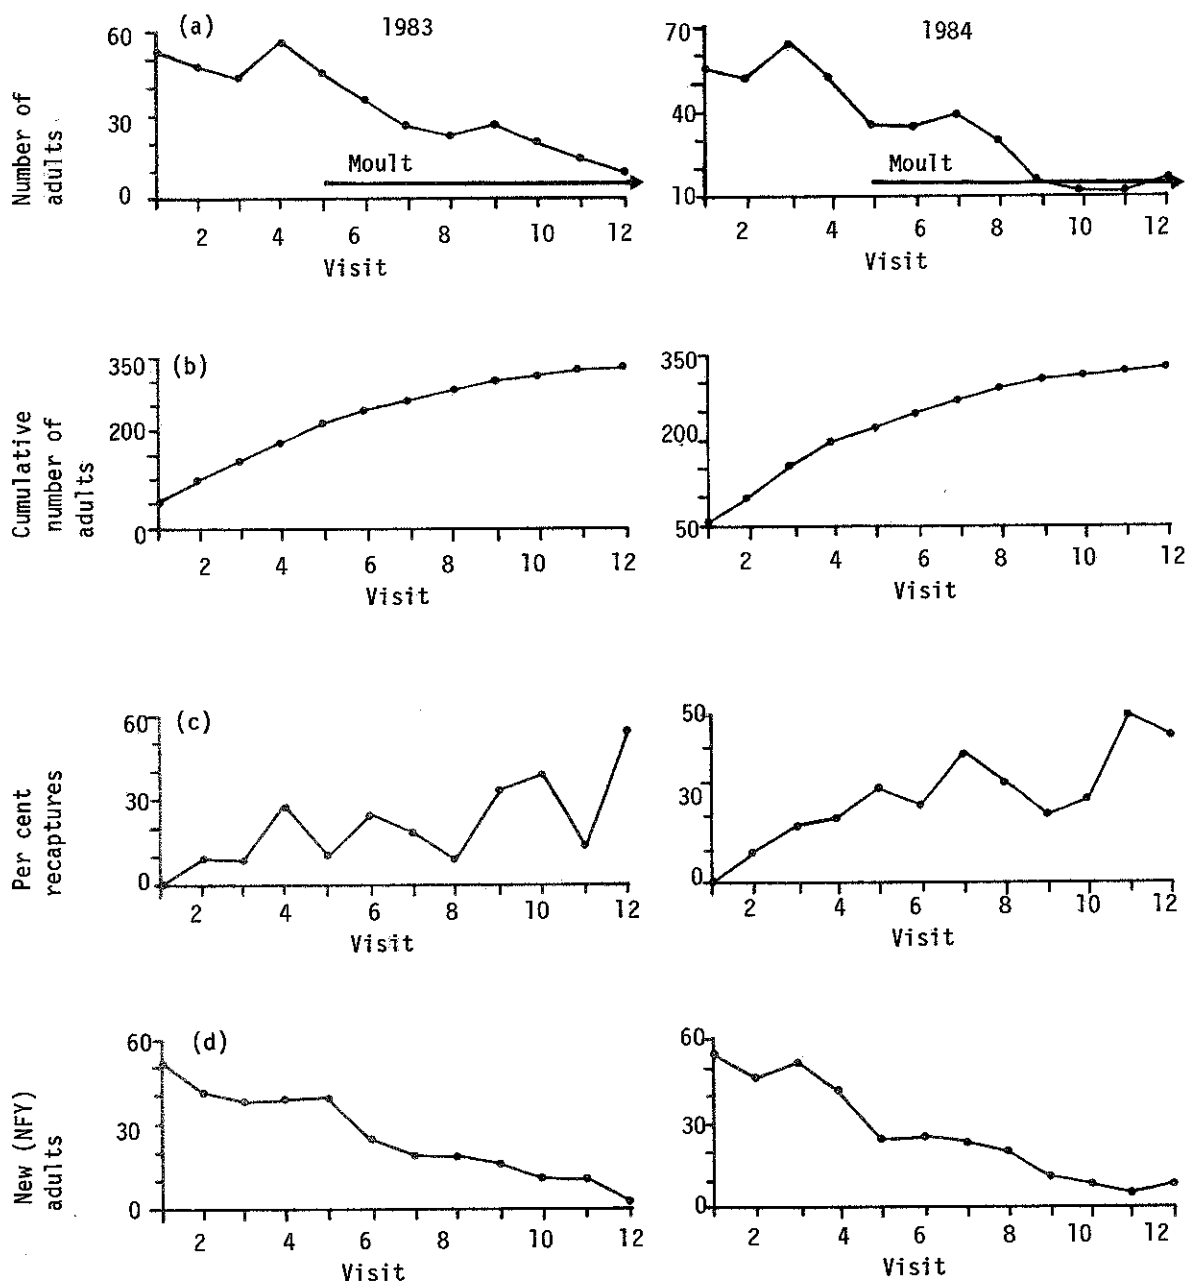 (a) 1983 1984
Number of
adults
60
30
0
Moult
2 4 6 8 10 12
Visit
70
40
10
Moult
2 4 6 8 10 12
Visit
(b)
Cumulative
number of
adults
350
200
0
2 4 6 8 10 12
Visit
350
200
50
2 4 6 8 10 12
Visit
(c)
Per cent
recaptures
60
30
0
2 4 6 8 10 12
Visit
50
30
0
2 4 6 8 10 12
Visit
(d)
New (NFY)
adults
60
30
0
2 4 6 8 10 12
Visit
60
30
0
2 4 6 8 10 12
Visit